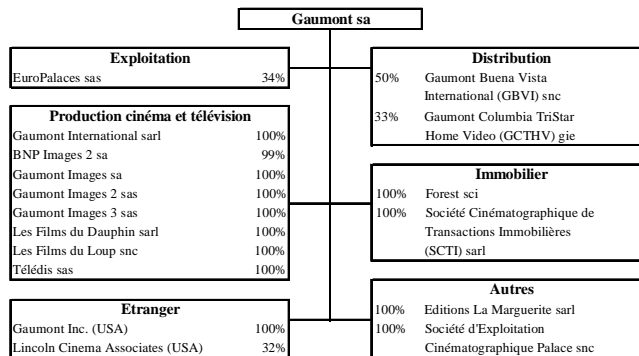 Gaumont sa
Exploitation
EuroPalaces sas 34%
Production cinéma et télévision
Gaumont International sarl 100%
BNP Images 2 sa 99%
Gaumont Images sa 100%
Gaumont Images 2 sas 100%
Gaumont Images 3 sas 100%
Les Films du Dauphin sarl 100%
Les Films du Loup snc 100%
Télédis sas 100%
Etranger
Gaumont Inc. (USA) 100%
Lincoln Cinema Associates (USA) 32%
Distribution
50% Gaumont Buena Vista
International (GBVI) snc
33% Gaumont Columbia TriStar
Home Video (GCTHV) gie
Immobilier
100% Forest sci
100% Société Cinématographique de
Transactions Immobilières
(SCTI) sarl
Autres
100% Editions La Marguerite sarl
100% Société d'Exploitation
Cinématographique Palace snc